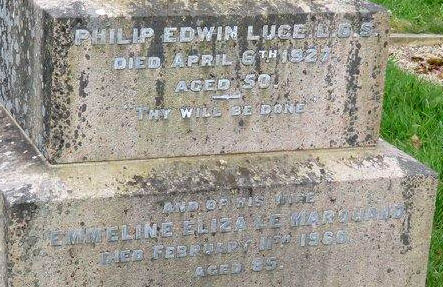 PHILIP EDWIN LUCE L.D.S.
DIED APRIL 6TH 1927.
AGED 50.
THY WILL BE DONE
AND OF HIS WIFE
EMMELINE ELIZA LE MARQUAND
DIED FEBRUARY 11TH 1960.
AGED 85.